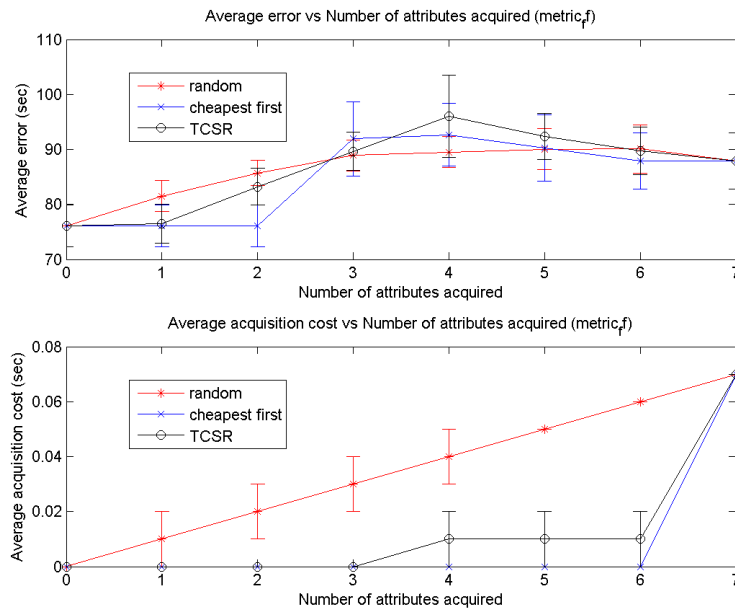 Average error vs Number of attributes acquired (metricff)
110
100
90
80
70
Average error (sec)
random
cheapest first
TCSR
0 1 2 3 4 5 6 7
Number of attributes acquired
Average acquisition cost vs Number of attributes acquired (metricff)
0.08
0.06
0.04
0.02
0
Average acquisition cost (sec)
random
cheapest first
TCSR
0 1 2 3 4 5 6 7
Number of attributes acquired